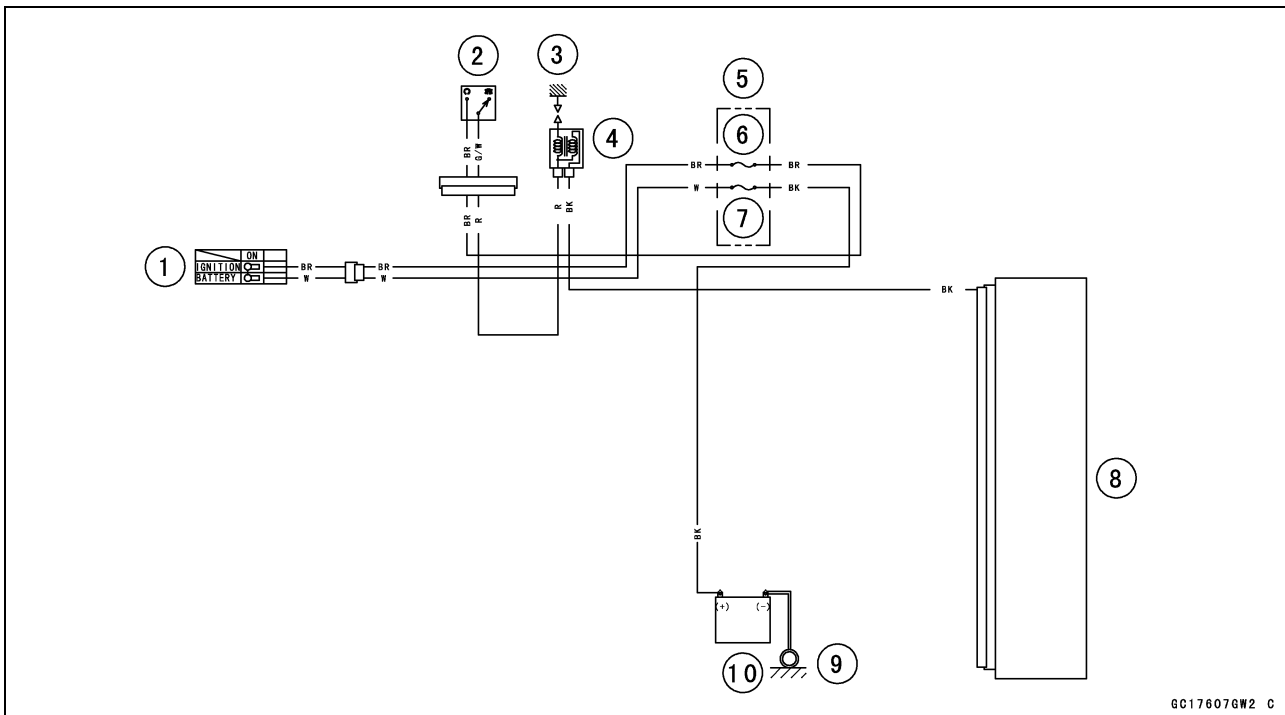 2
3
5
4
6
BR
G/W
BR
BR
W
BK
BR
R
R
BK
7
1
ON
IGNITION
BR
BR
BATTERY
W
W
BK
8
BK
(+)
(-)
10
9
GC17607GW2 C